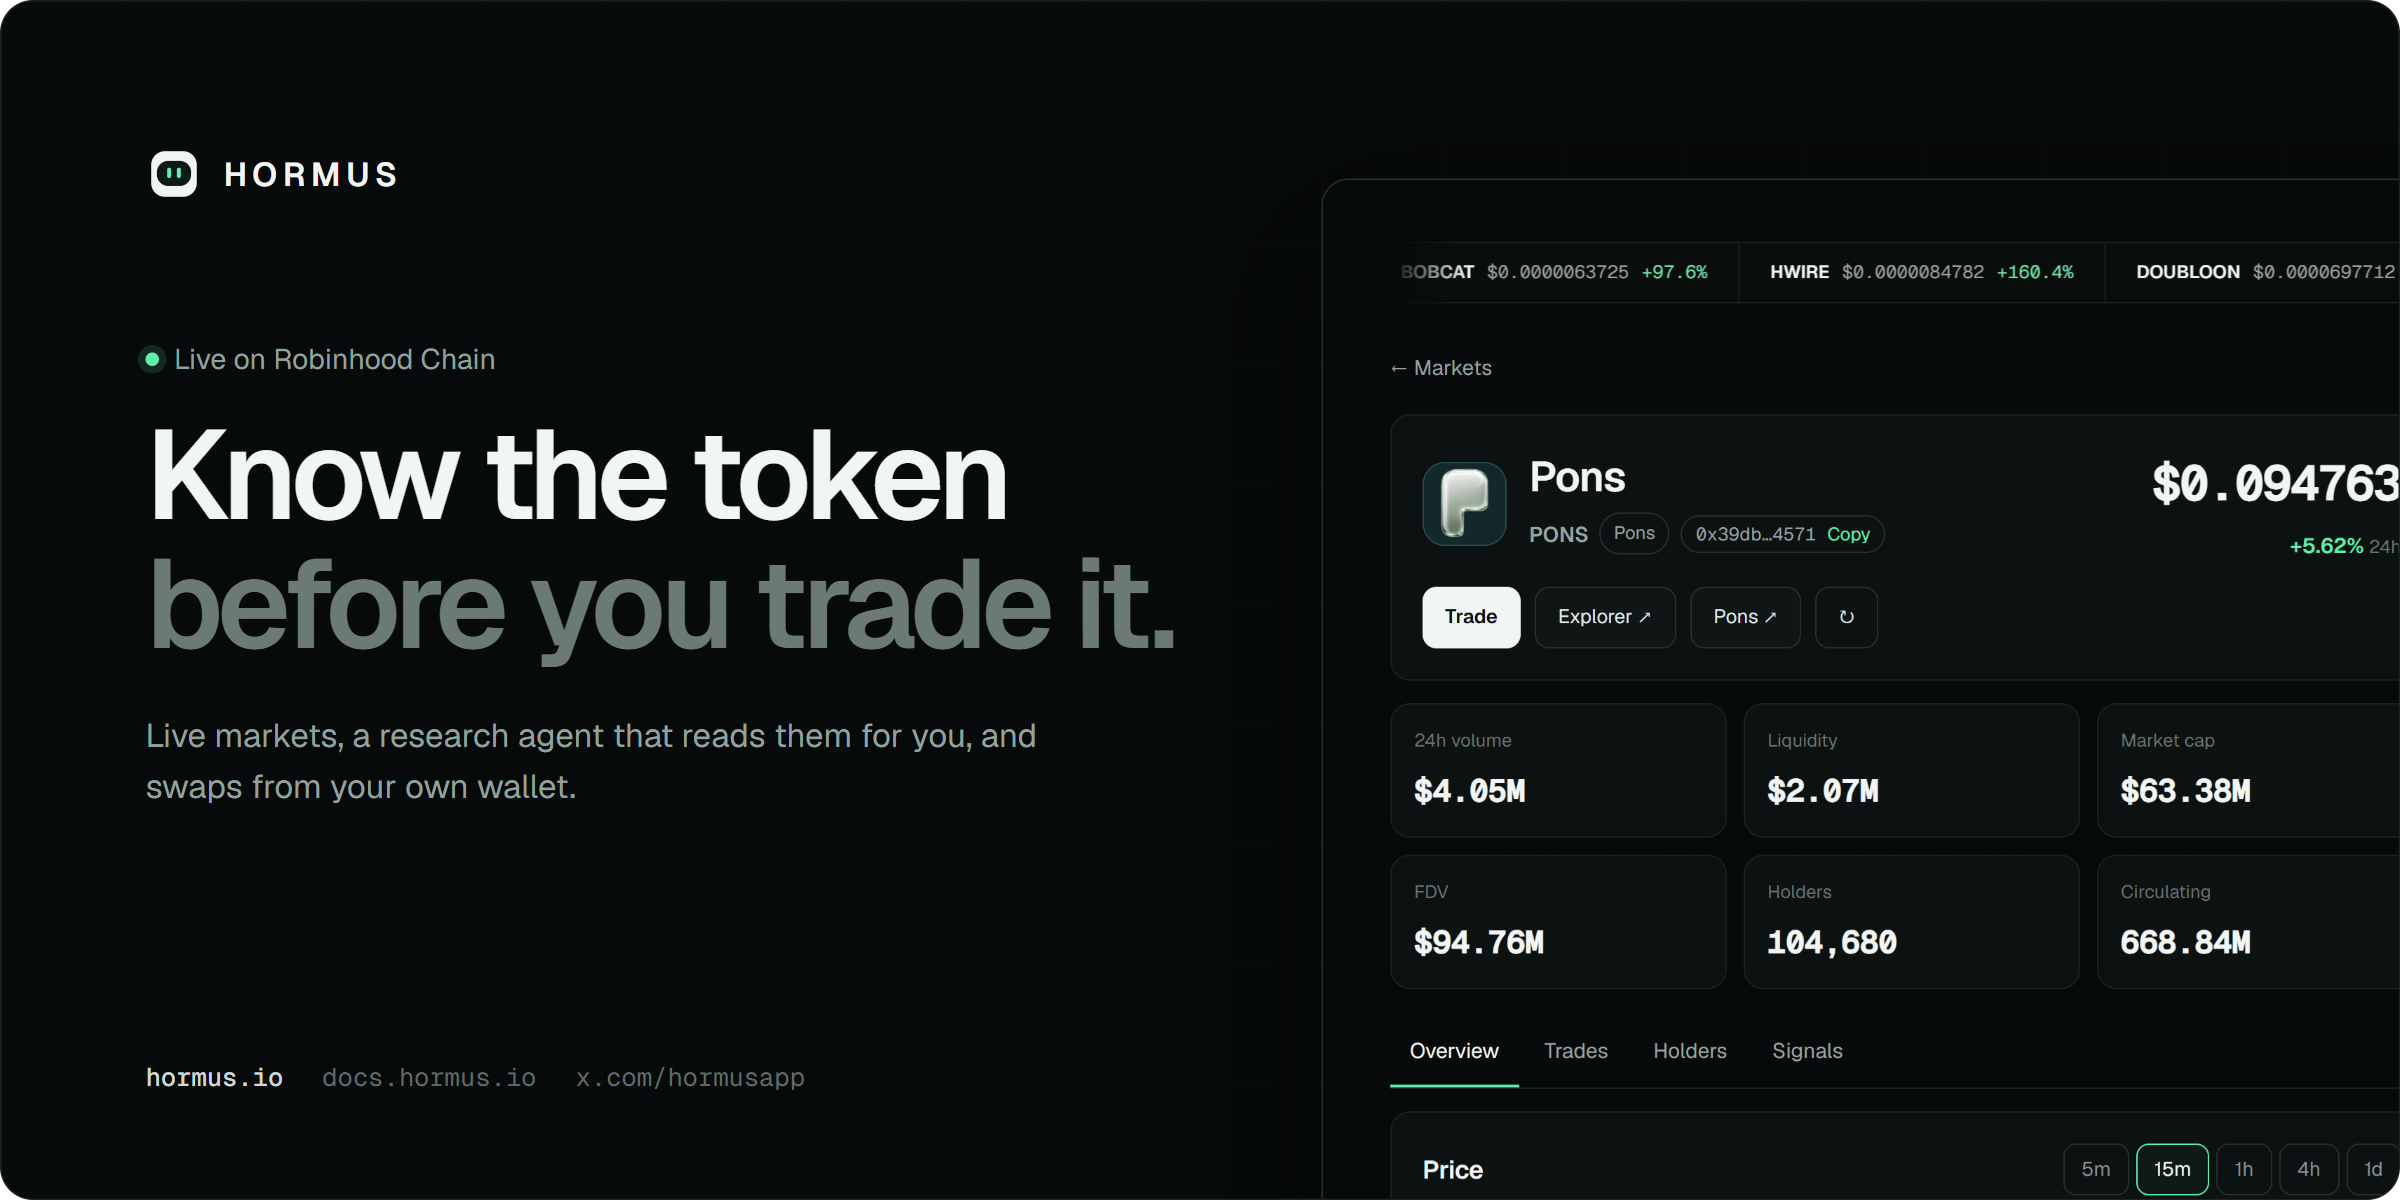 HORMUS
Live on Robinhood Chain
Know the token
before you trade it.
Live markets, a research agent that reads them for you, and
swaps from your own wallet.
hormus.io docs.hormus.io x.com/hormusapp
BOBCAT $0.0000063725 +97.6% HWIRE $0.0000084782 +160.4% DOUBLOON $0.0000697712
← Markets
Pons
$0.094763
PONS Pons 0x39db…4571 Copy
+5.62% 24h
Trade Explorer ↗ Pons ↗ ↻
24h volume Liquidity Market cap
$4.05M $2.07M $63.38M
FDV Holders Circulating
$94.76M 104,680 668.84M
Overview Trades Holders Signals
Price 5m 15m 1h 4h 1d